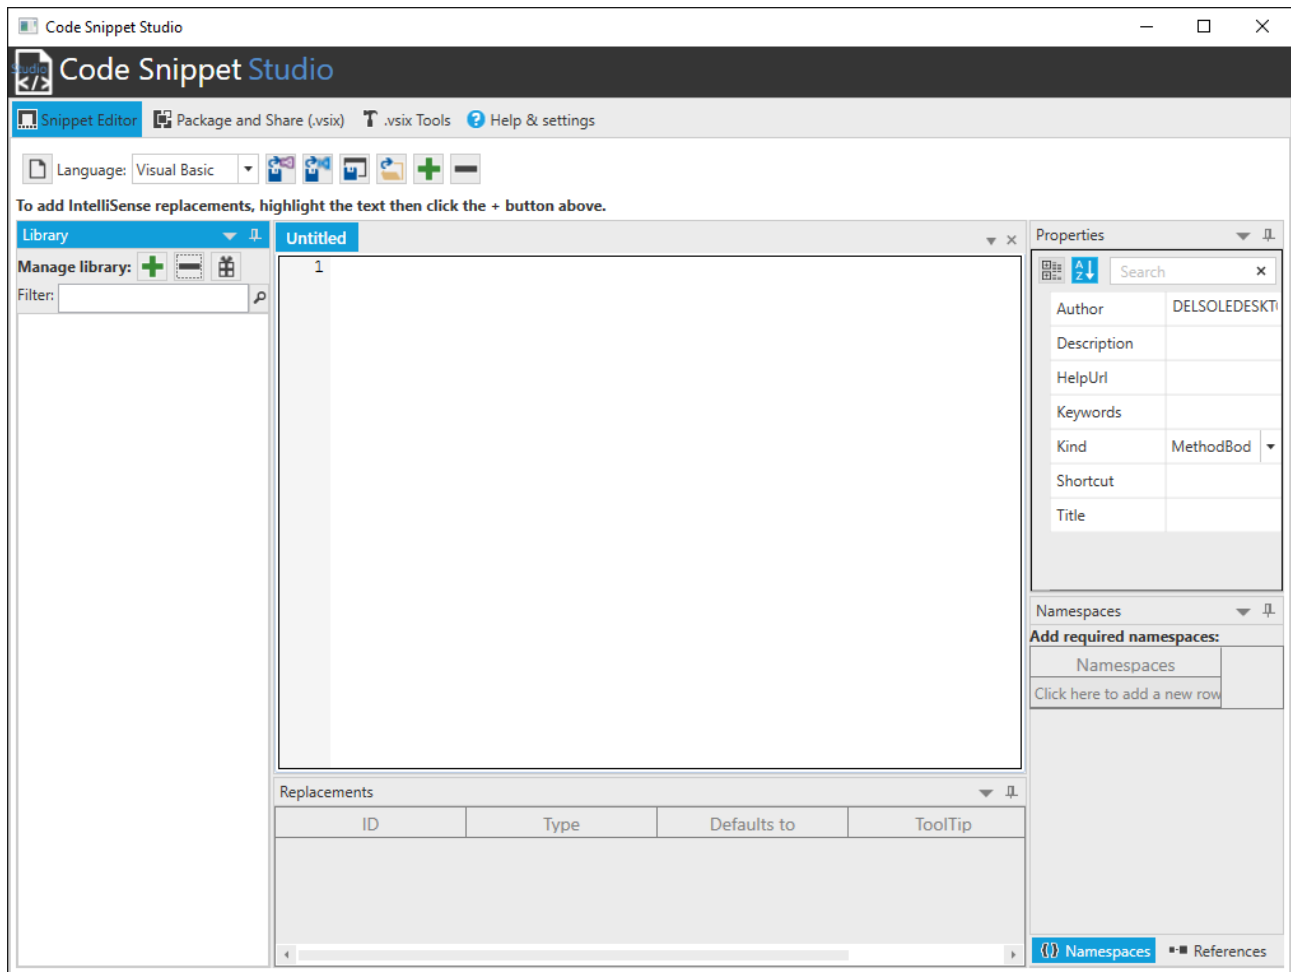 Code Snippet Studio
Studio
</>
Code Snippet Studio
Snippet Editor Package and Share (.vsix) .vsix Tools ? Help & settings
Language: Visual Basic
To add IntelliSense replacements, highlight the text then click the + button above.
Library
Manage library:
Filter:
Untitled
1
Replacements
ID Type Defaults to ToolTip
Properties
A
Z
Search
Author DELSOLEDESKT
Description
HelpUrl
Keywords
Kind MethodBod
Shortcut
Title
Namespaces
Add required namespaces:
Namespaces
Click here to add a new row
{} Namespaces References